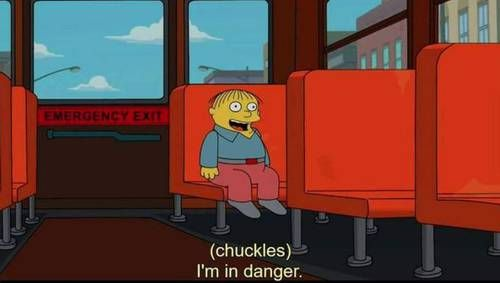 EMERGENCY EXIT
(chuckles)
I'm in danger.